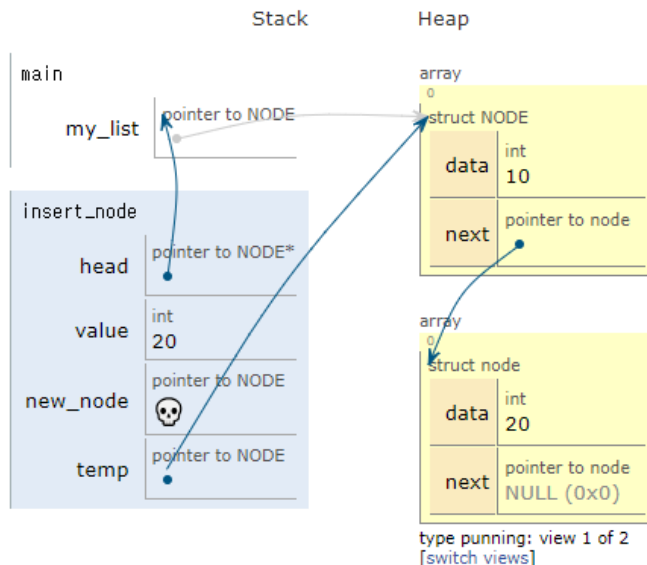 Stack
Heap
main
my_list
pointer to NODE
insert_node
head
pointer to NODE*
value
int
20
new_node
pointer to NODE
temp
pointer to NODE
array
0
struct NODE
data
int
10
next
pointer to node
array
0
struct node
data
int
20
next
pointer to node
NULL (0x0)
type punning: view 1 of 2
[switch views]